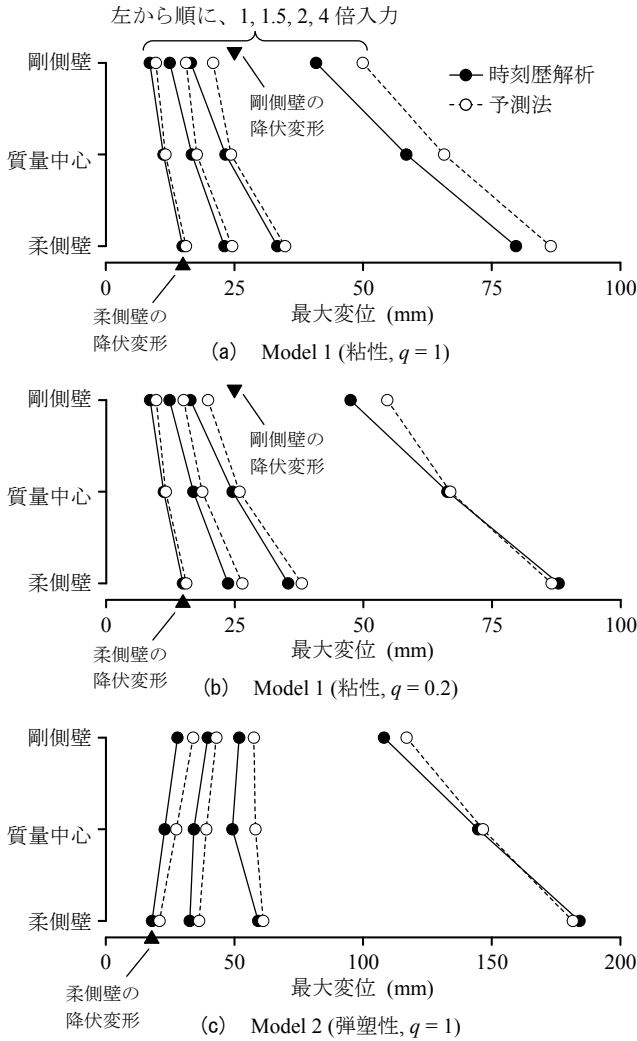 左から順に、1, 1.5, 2, 4 倍入力
剛側壁
質量中心
柔側壁
剛側壁の
降伏変形
時刻歴解析
予測法
0 25 50 75 100
柔側壁の
降伏変形
最大変位 (mm)
(a) Model 1 (粘性, q = 1)
剛側壁
質量中心
柔側壁
剛側壁の
降伏変形
0 25 50 75 100
柔側壁の
降伏変形
最大変位 (mm)
(b) Model 1 (粘性, q = 0.2)
剛側壁
質量中心
柔側壁
0 50 100 150 200
柔側壁の
降伏変形
最大変位 (mm)
(c) Model 2 (弾塑性, q = 1)